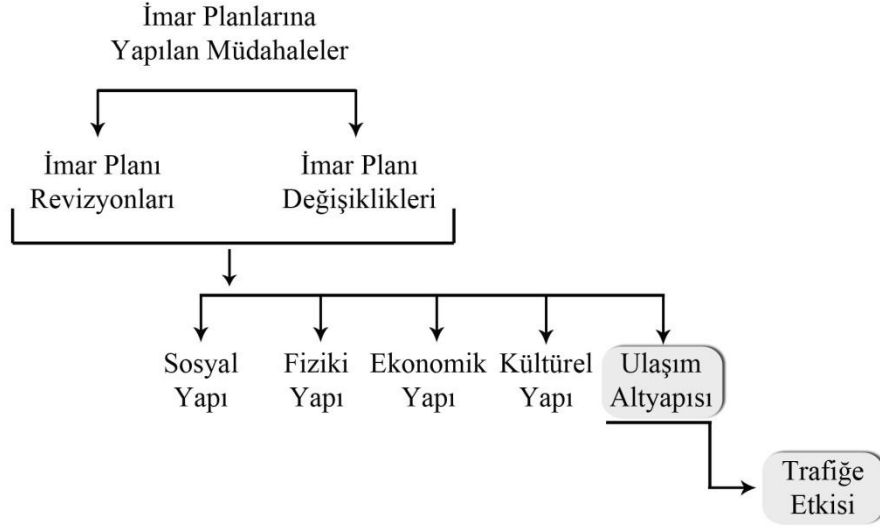 İmar Planlarına
Yapılan Müdahaleler
İmar Planı
Revizyonları
İmar Planı
Değişiklikleri
Sosyal
Yapı
Fiziki
Yapı
Ekonomik
Yapı
Kültürel
Yapı
Ulaşım
Altyapısı
Trafiğe
Etkisi